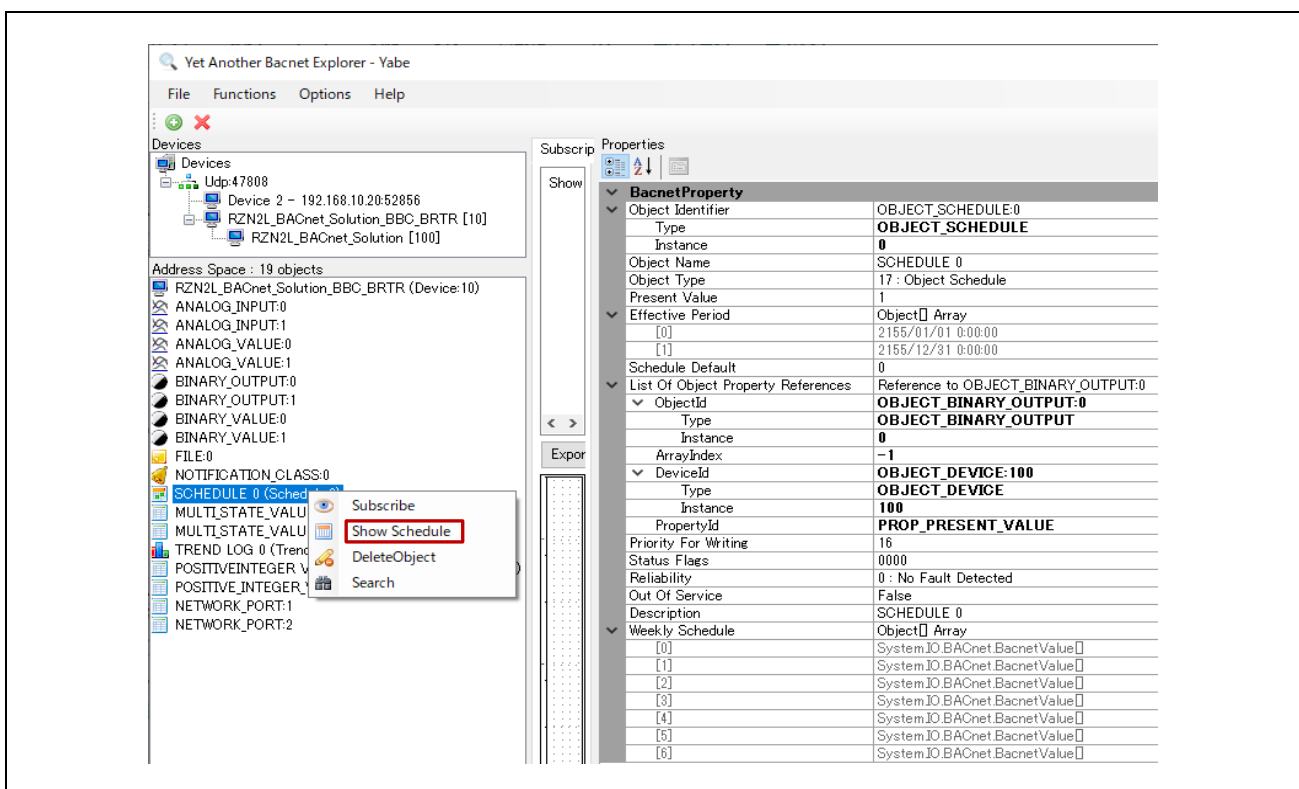 Yet Another Bacnet Explorer - Yabe
File Functions Options Help
Devices
Devices
Udp:47808
Device 2 - 192.168.10.20:52856
RZN2L_BACnet_Solution_BBC_BRTR [10]
RZN2L_BACnet_Solution [100]
Address Space : 19 objects
RZN2L_BACnet_Solution_BBC_BRTR (Device:10)
ANALOG_INPUT:0
ANALOG_INPUT:1
ANALOG_VALUE:0
ANALOG_VALUE:1
BINARY_OUTPUT:0
BINARY_OUTPUT:1
BINARY_VALUE:0
BINARY_VALUE:1
FILE:0
NOTIFICATION_CLASS:0
SCHEDULE 0 (Sched
MULTI_STATE_VALU
MULTI_STATE_VALU
TREND LOG 0 (Trend
POSITIVEINTEGER V
POSITIVE_INTEGER_
NETWORK_PORT:1
NETWORK_PORT:2
Subscribe
Show Schedule
DeleteObject
Search
Subscrip
Show
Expor
Properties
BacnetProperty
Object Identifier OBJECT_SCHEDULE:0
Type OBJECT_SCHEDULE
Instance 0
Object Name SCHEDULE 0
Object Type 17 : Object Schedule
Present Value 1
Effective Period Object[] Array
[0] 2155/01/01 0:00:00
[1] 2155/12/31 0:00:00
Schedule Default 0
List Of Object Property References Reference to OBJECT_BINARY_OUTPUT:0
ObjectId OBJECT_BINARY_OUTPUT:0
Type OBJECT_BINARY_OUTPUT
Instance 0
ArrayIndex -1
DeviceId OBJECT_DEVICE:100
Type OBJECT_DEVICE
Instance 100
PropertyId PROP_PRESENT_VALUE
Priority For Writing 16
Status Flags 0000
Reliability 0 : No Fault Detected
Out Of Service False
Description SCHEDULE 0
Weekly Schedule Object[] Array
[0] System.IO.BACnet.BacnetValue[]
[1] System.IO.BACnet.BacnetValue[]
[2] System.IO.BACnet.BacnetValue[]
[3] System.IO.BACnet.BacnetValue[]
[4] System.IO.BACnet.BacnetValue[]
[5] System.IO.BACnet.BacnetValue[]
[6] System.IO.BACnet.BacnetValue[]